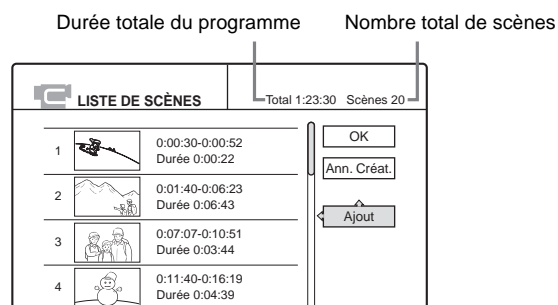 Durée totale du programme
Nombre total de scènes
LISTE DE SCÈNES
Total 1:23:30 Scènes 20
1
0:00:30-0:00:52
Durée 0:00:22
2
0:01:40-0:06:23
Durée 0:06:43
3
0:07:07-0:10:51
Durée 0:03:44
4
0:11:40-0:16:19
Durée 0:04:39
OK
Ann. Créat.
Ajout